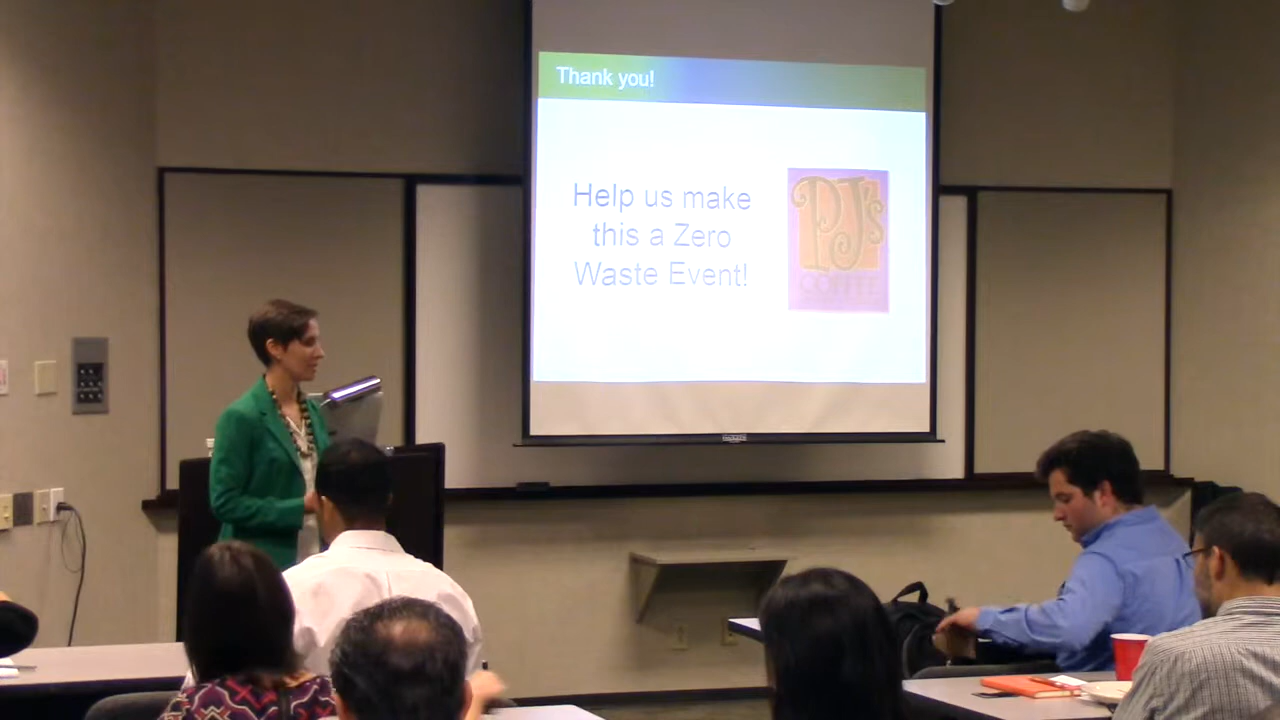 Thank you!
Help us make
this a Zero
Waste Event!
PJ's
COFFEE